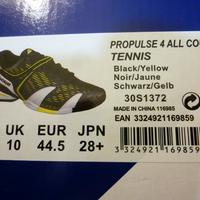 PROPULSE 4 ALL CO
TENNIS
Black/Yellow
Noir/Jaune
Schwarz/Gelb
30S1372
MADE IN CHINA 116985
EAN 3324921169859
UK EUR JPN
10 44.5 28+
3 324921 169859